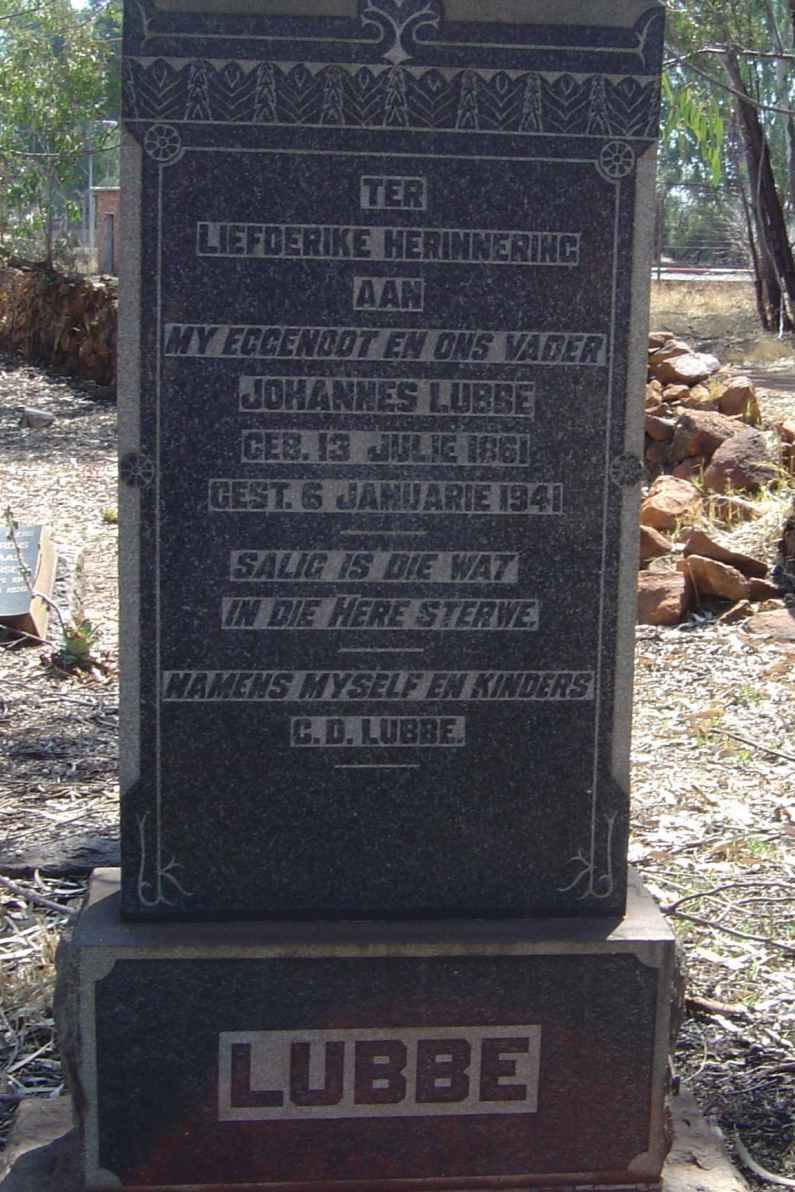 TER
LIEFDERIKE HERINNERING
AAN
MY EGGENOOT EN ONS VADER
JOHANNES LUBBE
GEB. 13 JULIE 1861
GEST. 6 JANUARIE 1941
SALIG IS DIE WAT
IN DIE HERE STERWE.
NAMENS MYSELF EN KINDERS
C. D. LUBBE.
LUBBE